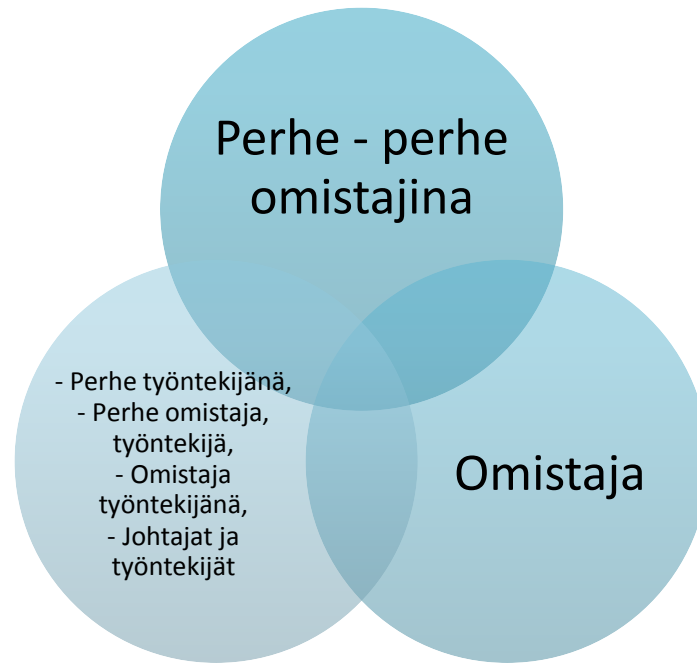 Perhe - perhe
omistajina
- Perhe työntekijänä,
- Perhe omistaja,
työntekijä,
- Omistaja
työntekijänä,
- Johtajat ja
työntekijät
Omistaja